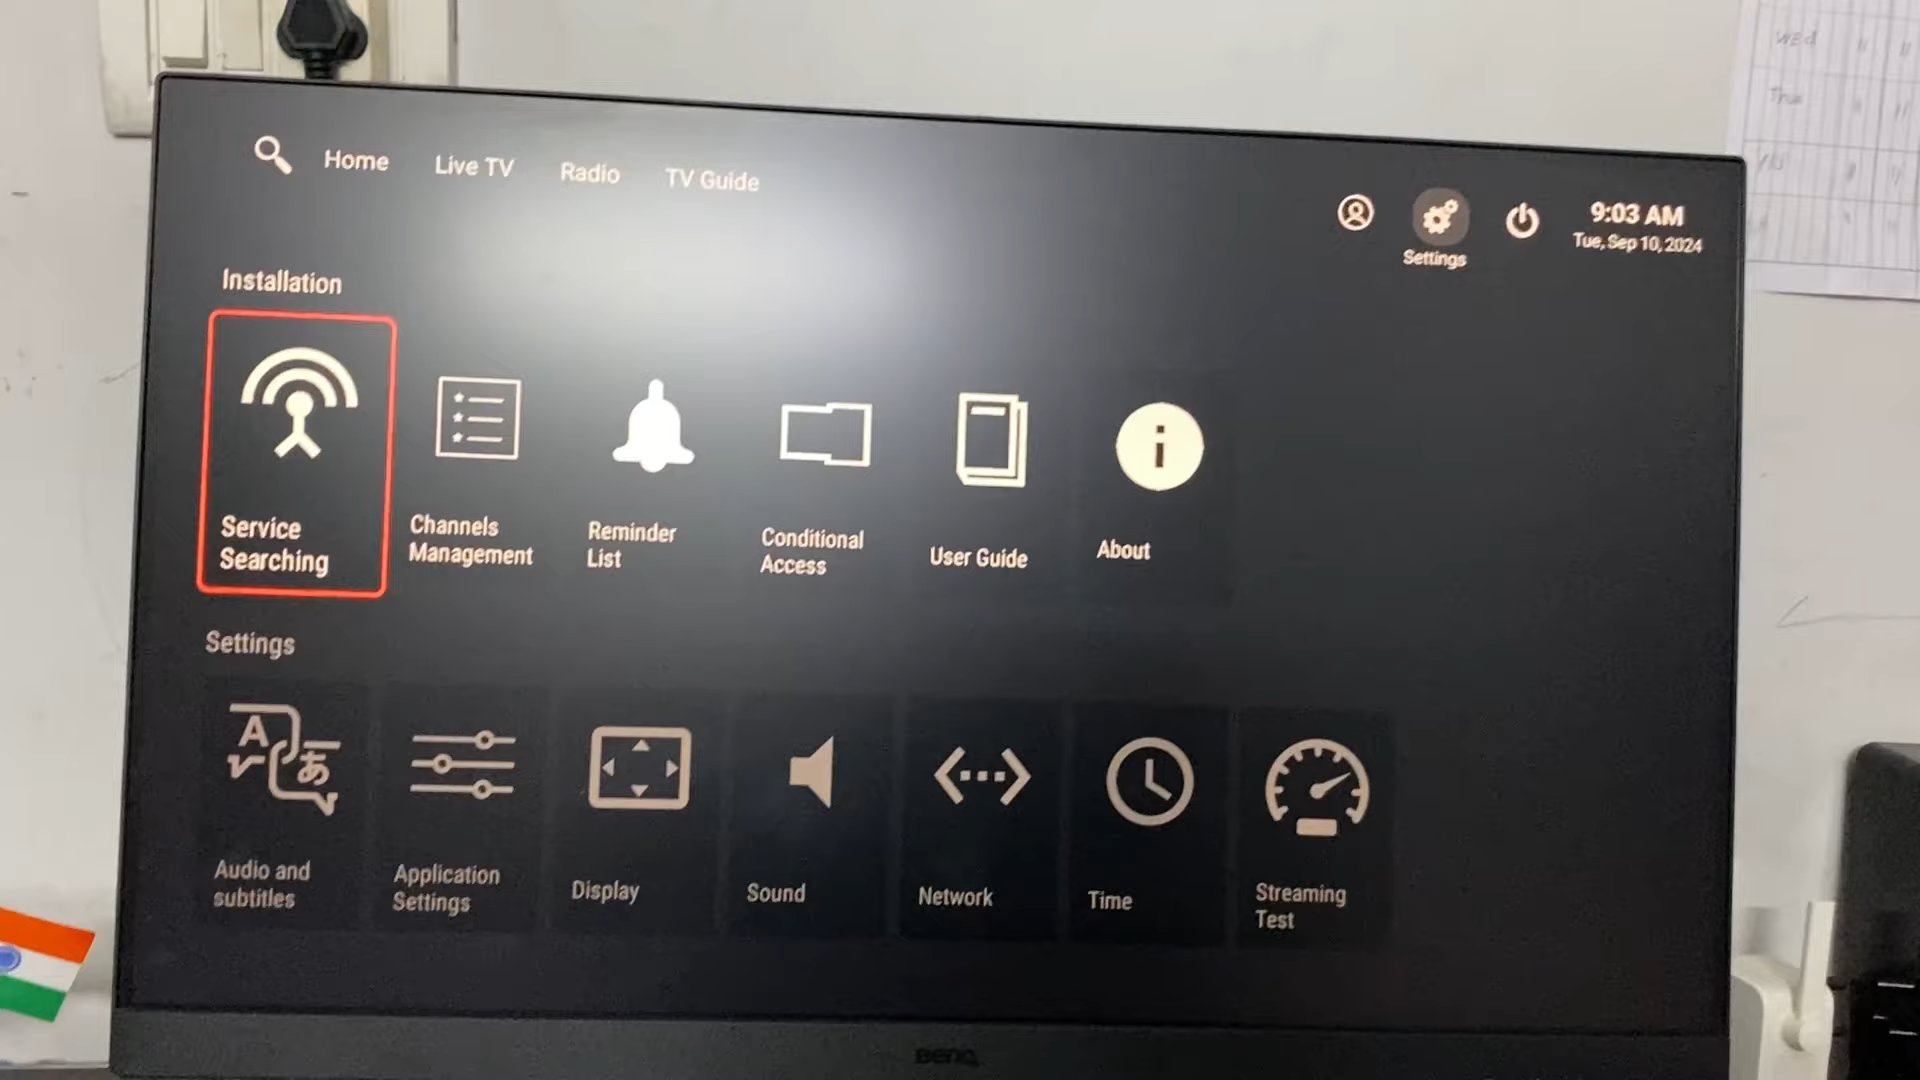 Home Live TV Radio TV Guide
9:03 AM
Tue, Sep 10, 2024
Settings
Installation
Service
Searching
Channels
Management
Reminder
List
Conditional
Access
User Guide
About
Settings
Audio and
subtitles
Application
Settings
Display
Sound
Network
Time
Streaming
Test
BenQ
Wed
Thu